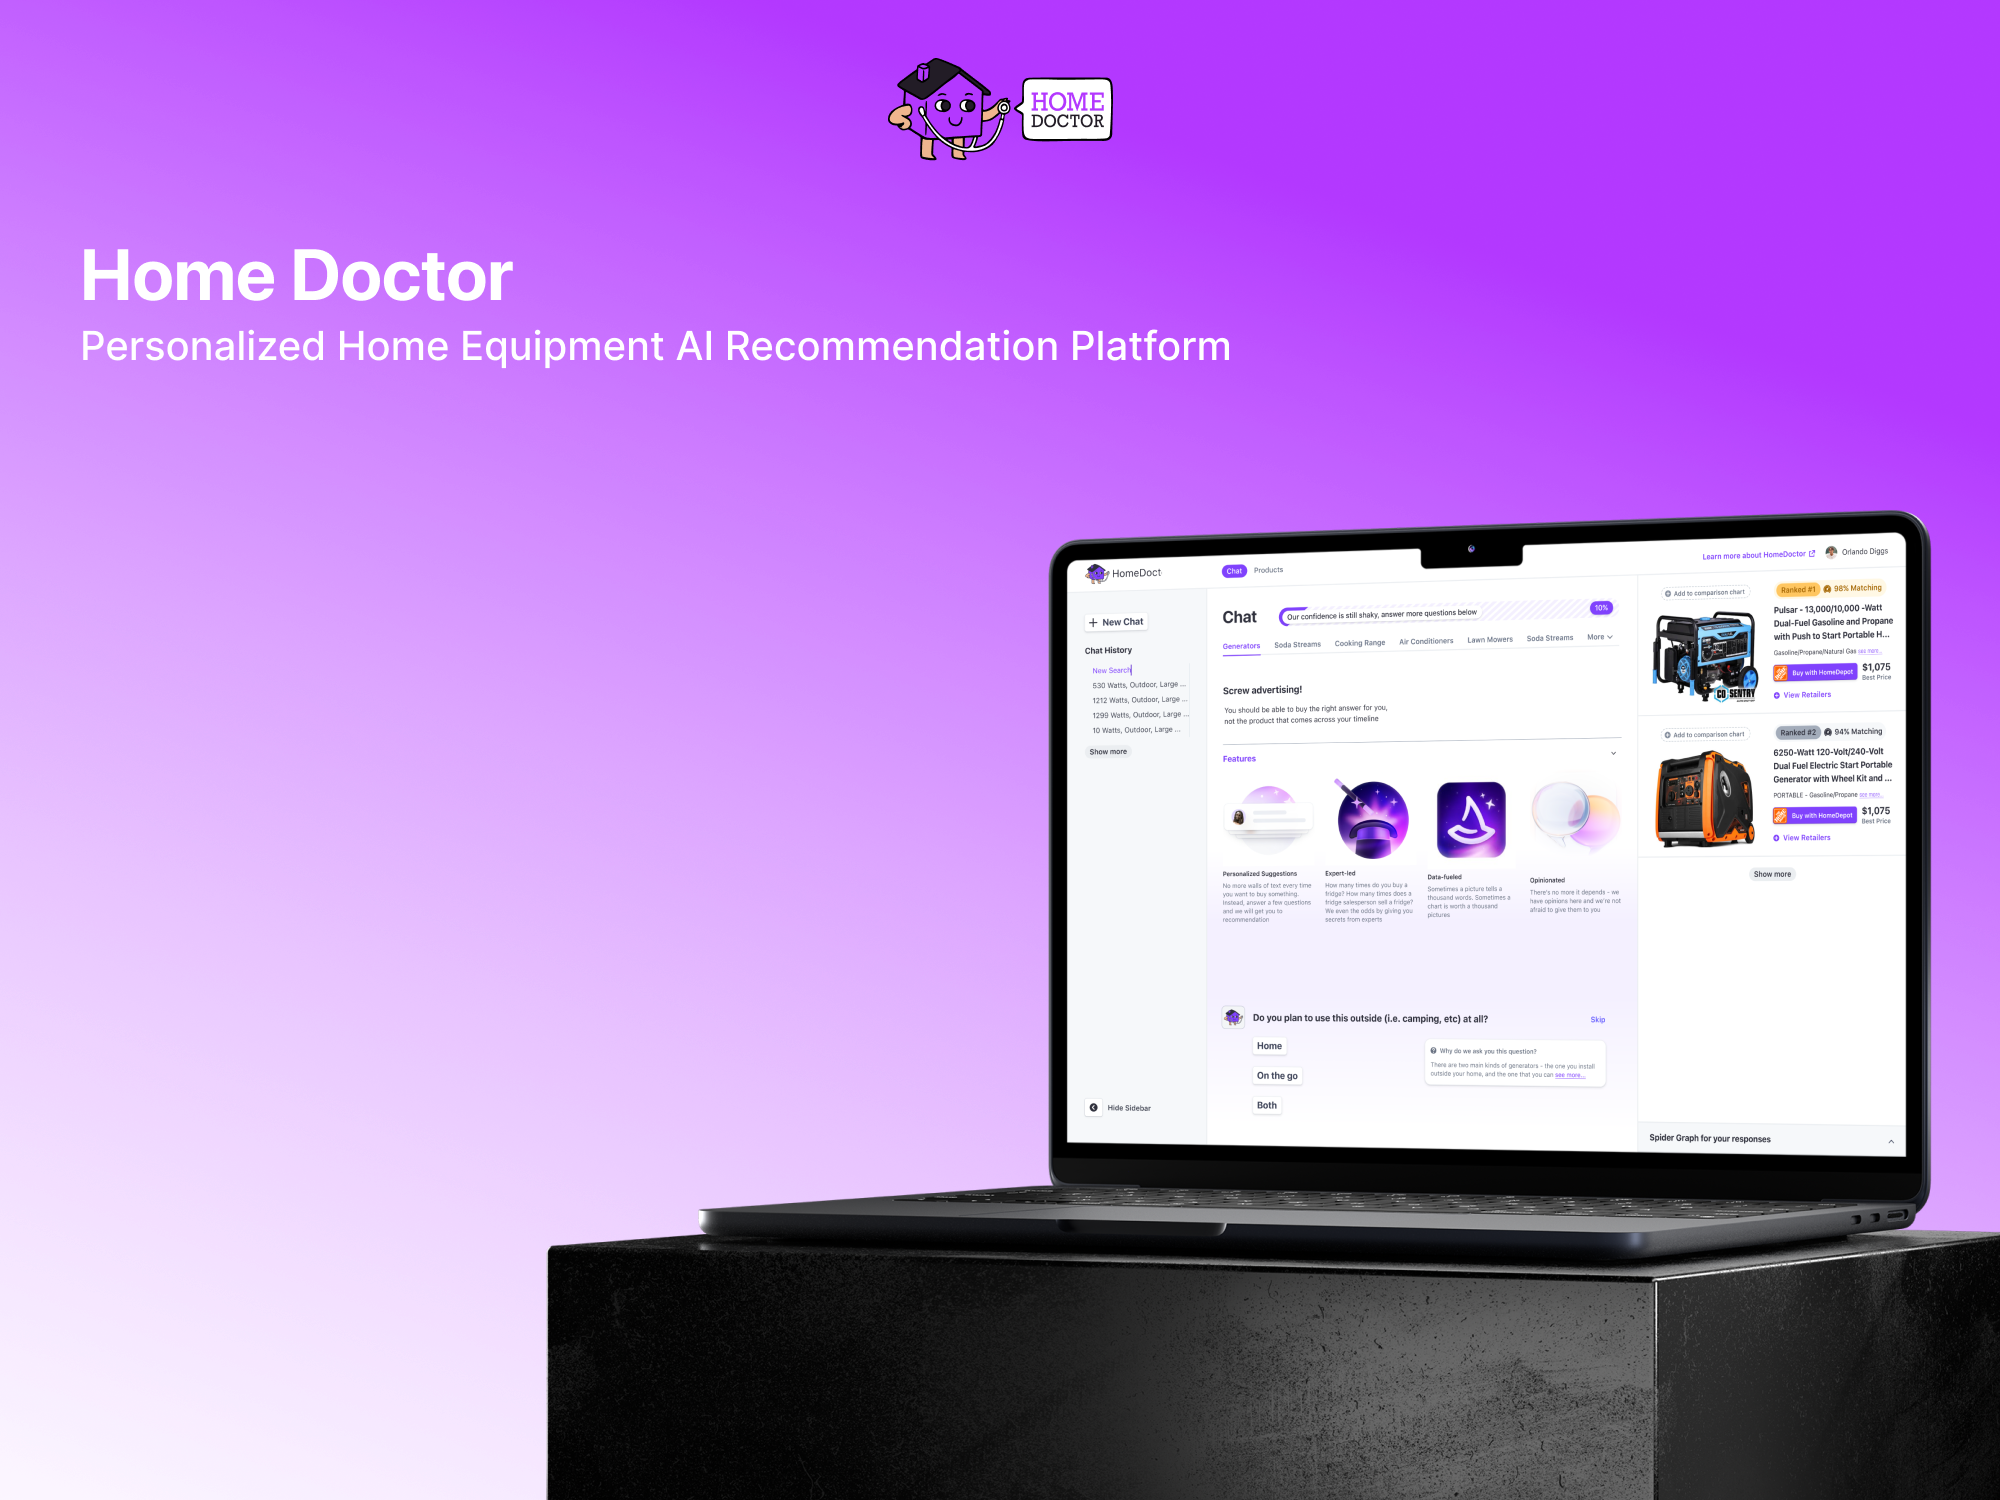 HOME
DOCTOR
Home Doctor
Personalized Home Equipment AI Recommendation Platform
HomeDoct
Chat
Products
Learn more about HomeDoctor
Orlando Diggs
New Chat
Chat History
New Search
530 Watts, Outdoor, Large ...
1212 Watts, Outdoor, Large ...
1299 Watts, Outdoor, Large ...
10 Watts, Outdoor, Large ...
Show more
Hide Sidebar
Chat
Our confidence is still shaky, answer more questions below
10%
Generators
Soda Streams
Cooking Range
Air Conditioners
Lawn Mowers
Soda Streams
More
Screw advertising!
You should be able to buy the right answer for you,
not the product that comes across your timeline
Features
Personalized Suggestions
No more walls of text every time
you want to buy something.
Instead, answer a few questions
and we will get you to
recommendation
Expert-led
How many times do you buy a
fridge? How many times does a
fridge salesperson sell a fridge?
We even the odds by giving you
secrets from experts
Data-fueled
Sometimes a picture tells a
thousand words. Sometimes a
chart is worth a thousand
pictures
Opinionated
There's no more it depends - we
have opinions here and we're not
afraid to give them to you
Do you plan to use this outside (i.e. camping, etc) at all?
Skip
Home
On the go
Both
Why do we ask you this question?
There are two main kinds of generators - the one you install
outside your home, and the one that you can see more...
Add to comparison chart
Ranked #1
98% Matching
Pulsar - 13,000/10,000 -Watt
Dual-Fuel Gasoline and Propane
with Push to Start Portable H...
Gasoline/Propane/Natural Gas see more...
Buy with HomeDepot
$1,075
Best Price
View Retailers
CO SENTRY
Add to comparison chart
Ranked #2
94% Matching
6250-Watt 120-Volt/240-Volt
Dual Fuel Electric Start Portable
Generator with Wheel Kit and ...
PORTABLE - Gasoline/Propane see more...
Buy with HomeDepot
$1,075
Best Price
View Retailers
Show more
Spider Graph for your responses